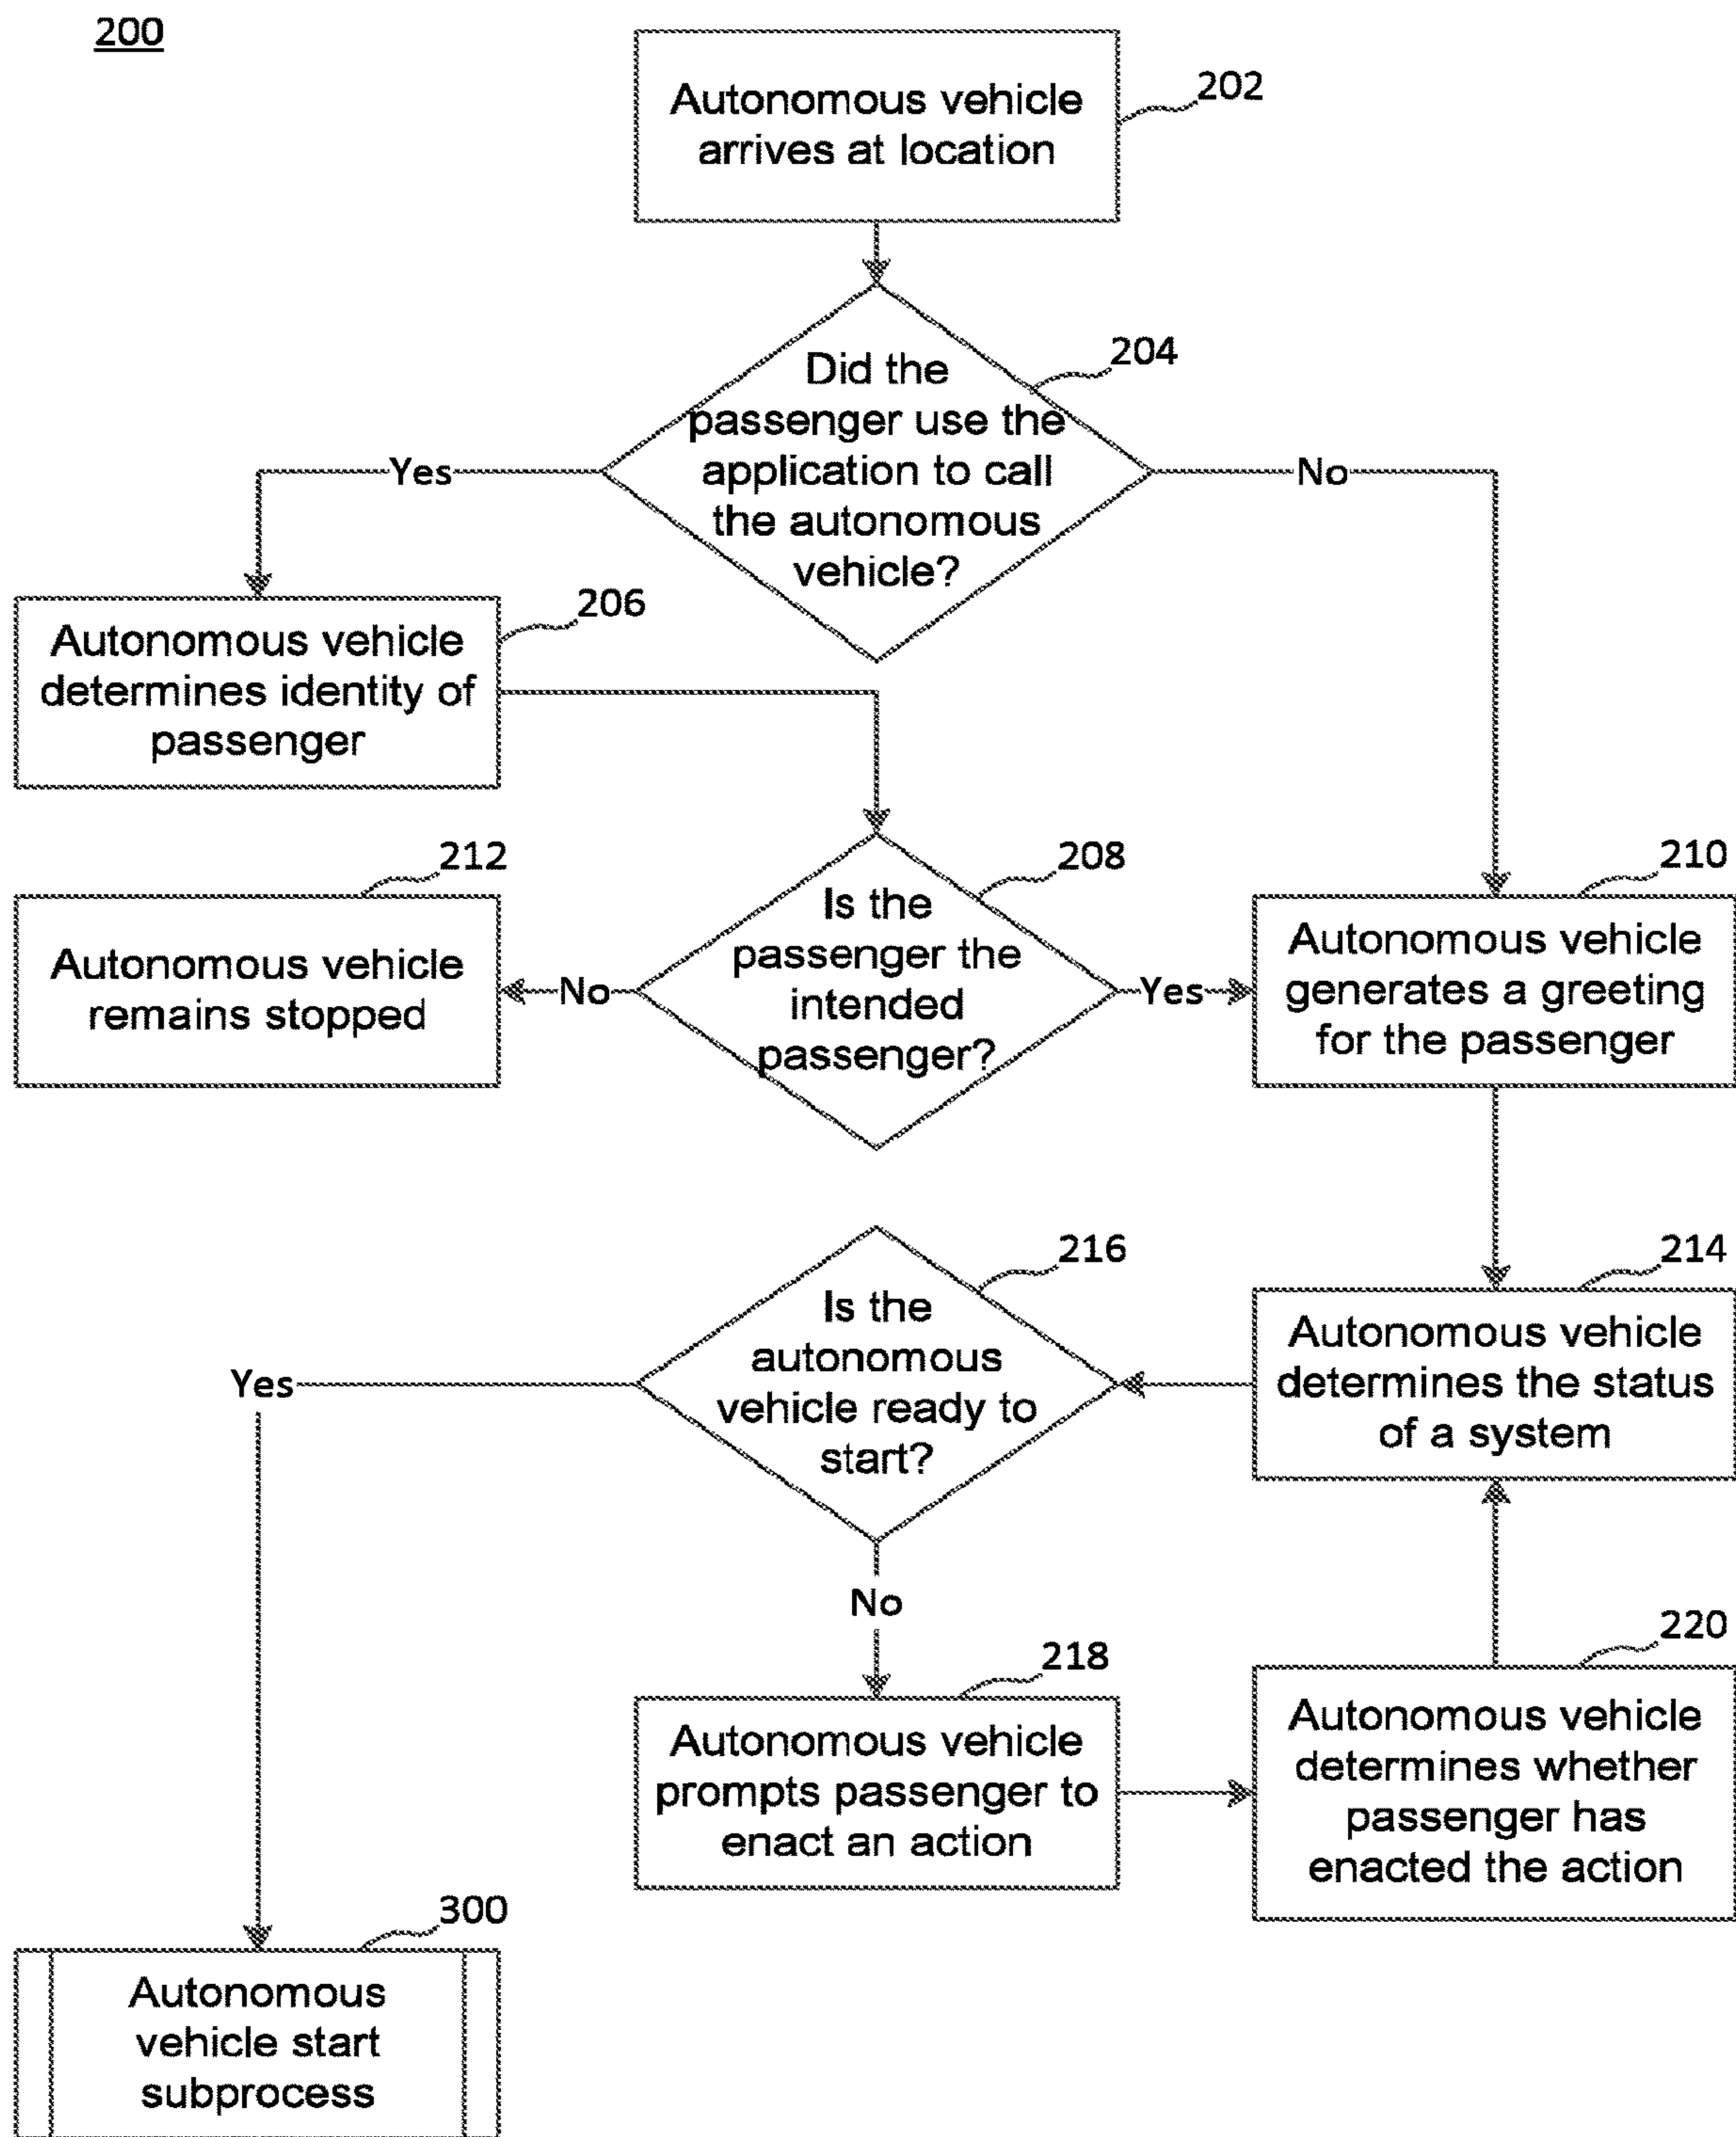 200
Autonomous vehicle
arrives at location
202
Did the
passenger use the
application to call
the autonomous
vehicle?
204
Yes
No
Autonomous vehicle
determines identity of
passenger
206
212
Autonomous vehicle
remains stopped
Is the
passenger the
intended
passenger?
208
No
Yes
210
Autonomous vehicle
generates a greeting
for the passenger
216
Is the
autonomous
vehicle ready to
start?
214
Autonomous vehicle
determines the status
of a system
Yes
No
218
Autonomous vehicle
prompts passenger to
enact an action
220
Autonomous vehicle
determines whether
passenger has
enacted the action
300
Autonomous
vehicle start
subprocess